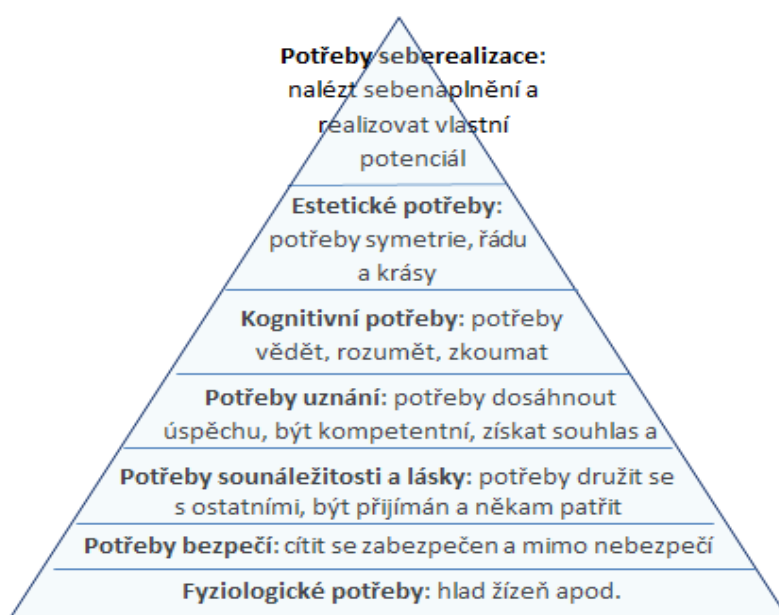 Potřeby seberealizace:
nalézt sebenaplnění a
realizovat vlastní
potenciál
Estetické potřeby:
potřeby symetrie, řádu
a krásy
Kognitivní potřeby: potřeby
vědět, rozumět, zkoumat
Potřeby uznání: potřeby dosáhnout
úspěchu, být kompetentní, získat souhlas a
Potřeby sounáležitosti a lásky: potřeby družit se
s ostatními, být přijímán a někam patřit
Potřeby bezpečí: cítit se zabezpečen a mimo nebezpečí
Fyziologické potřeby: hlad žízeň apod.